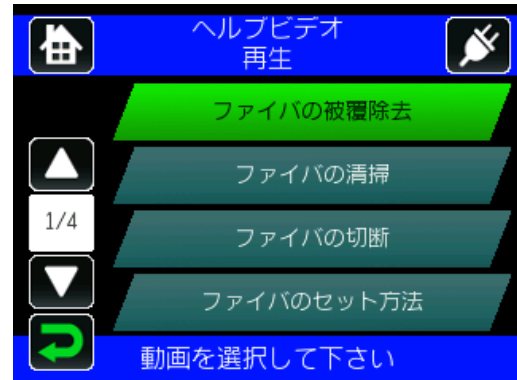 ヘルプビデオ
再生
ファイバの被覆除去
ファイバの清掃
1/4
ファイバの切断
ファイバのセット方法
動画を選択して下さい